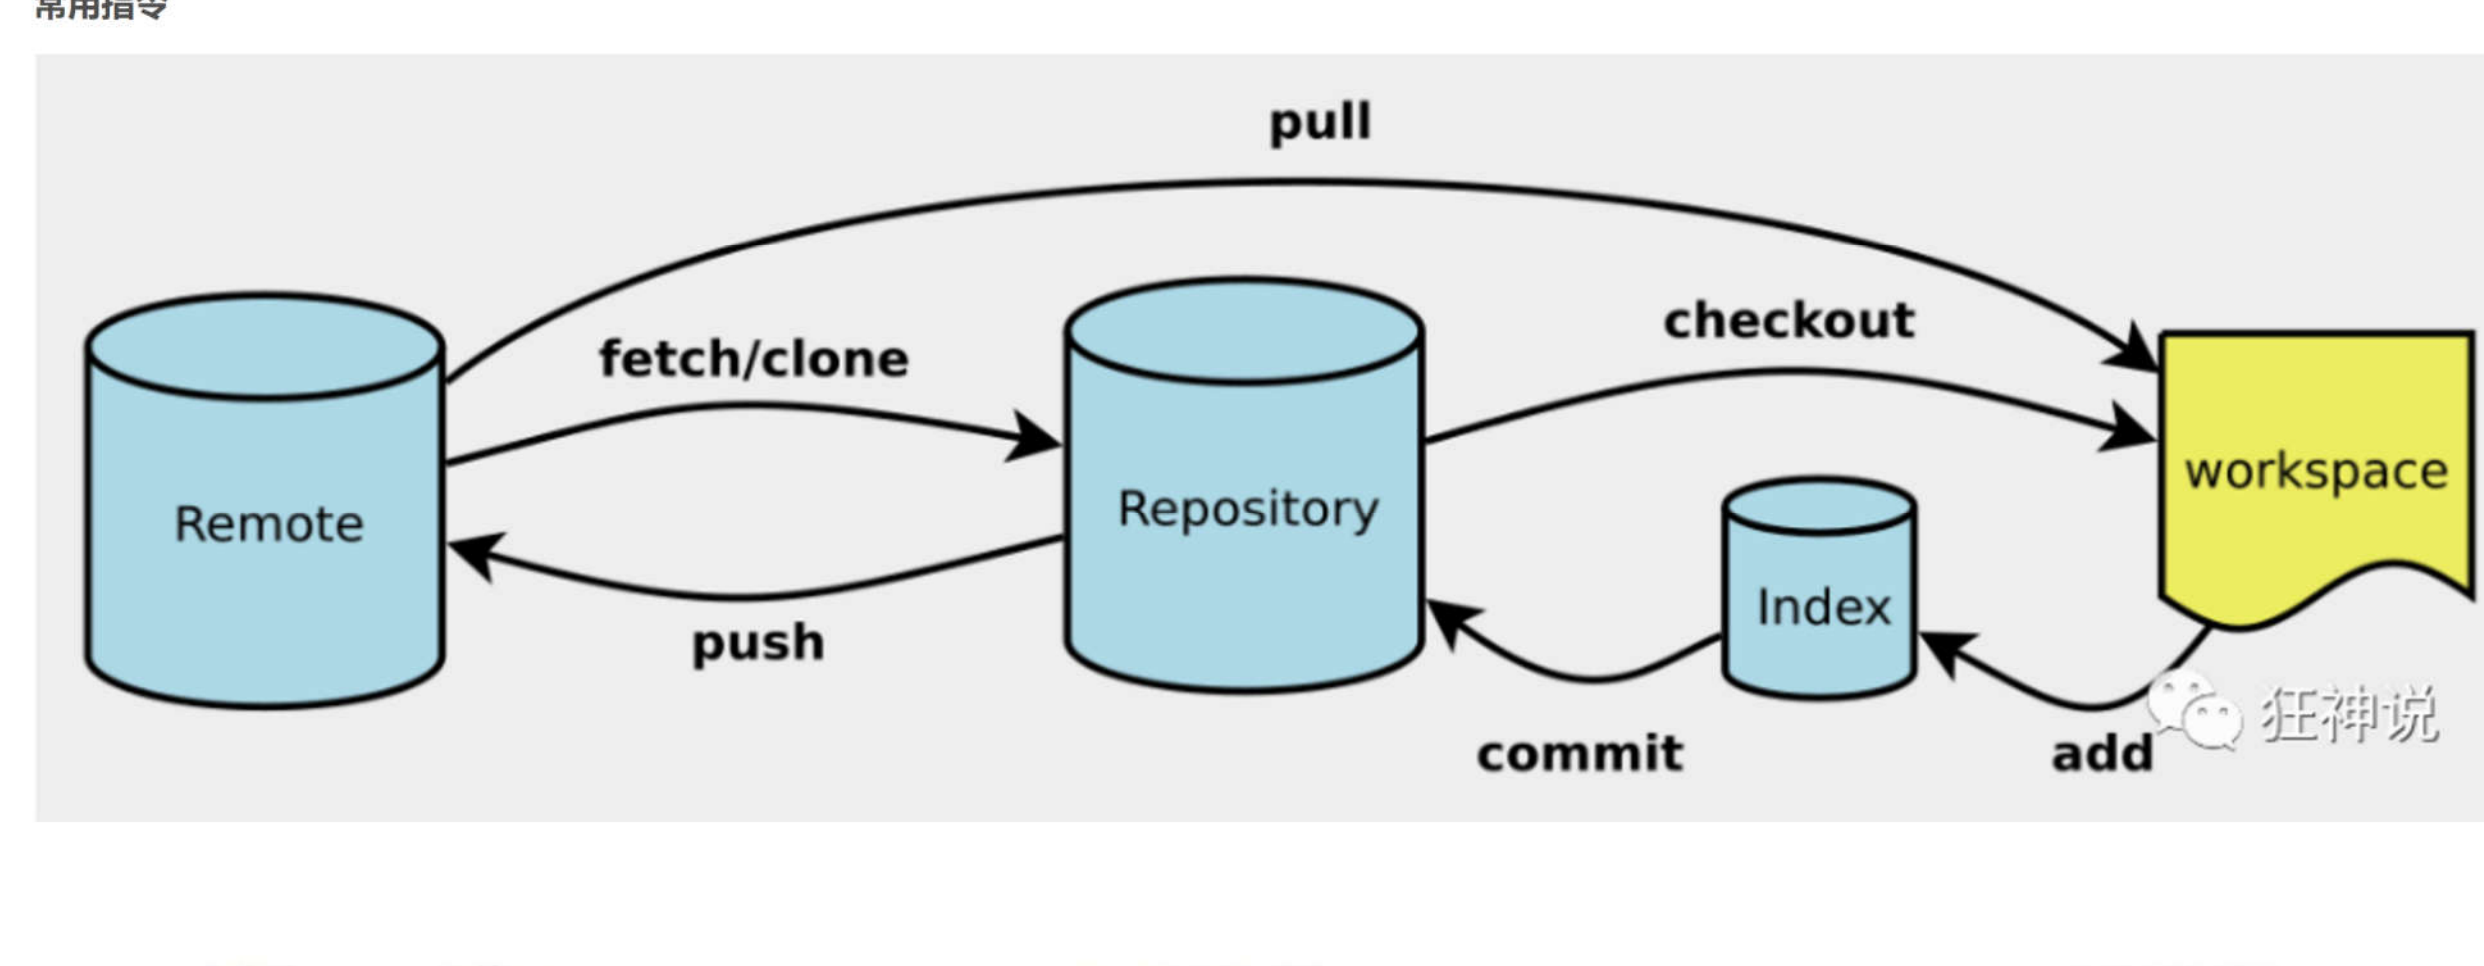 常用指令
pull
checkout
fetch/clone
workspace
Repository
Remote
Index
push
狂神说
commit
add